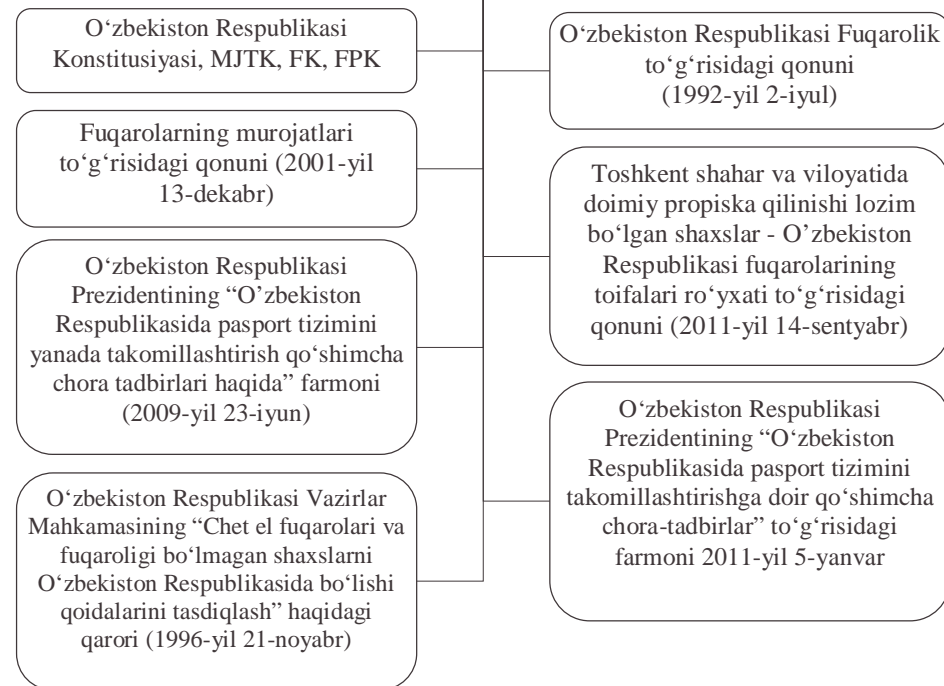 O‘zbekiston Respublikasi
Konstitusiyasi, MJTK, FK, FPK
O‘zbekiston Respublikasi Fuqarolik
to‘g‘risidagi qonuni
(1992-yil 2-iyul)
Fuqarolarning murojatlari
to‘g‘risidagi qonuni (2001-yil
13-dekabr)
Toshkent shahar va viloyatida
doimiy propiska qilinishi lozim
bo‘lgan shaxslar - O’zbekiston
Respublikasi fuqarolarining
toifalari ro‘yxati to‘g‘risidagi
qonuni (2011-yil 14-sentyabr)
O‘zbekiston Respublikasi
Prezidentining “O’zbekiston
Respublikasida pasport tizimini
yanada takomillashtirish qo‘shimcha
chora tadbirlari haqida” farmoni
(2009-yil 23-iyun)
O‘zbekiston Respublikasi
Prezidentining “O‘zbekiston
Respublikasida pasport tizimini
takomillashtirishga doir qo‘shimcha
chora-tadbirlar” to‘g‘risidagi
farmoni 2011-yil 5-yanvar
O‘zbekiston Respublikasi Vazirlar
Mahkamasining “Chet el fuqarolari va
fuqaroligi bo‘lmagan shaxslarni
O‘zbekiston Respublikasida bo‘lishi
qoidalarini tasdiqlash” haqidagi
qarori (1996-yil 21-noyabr)